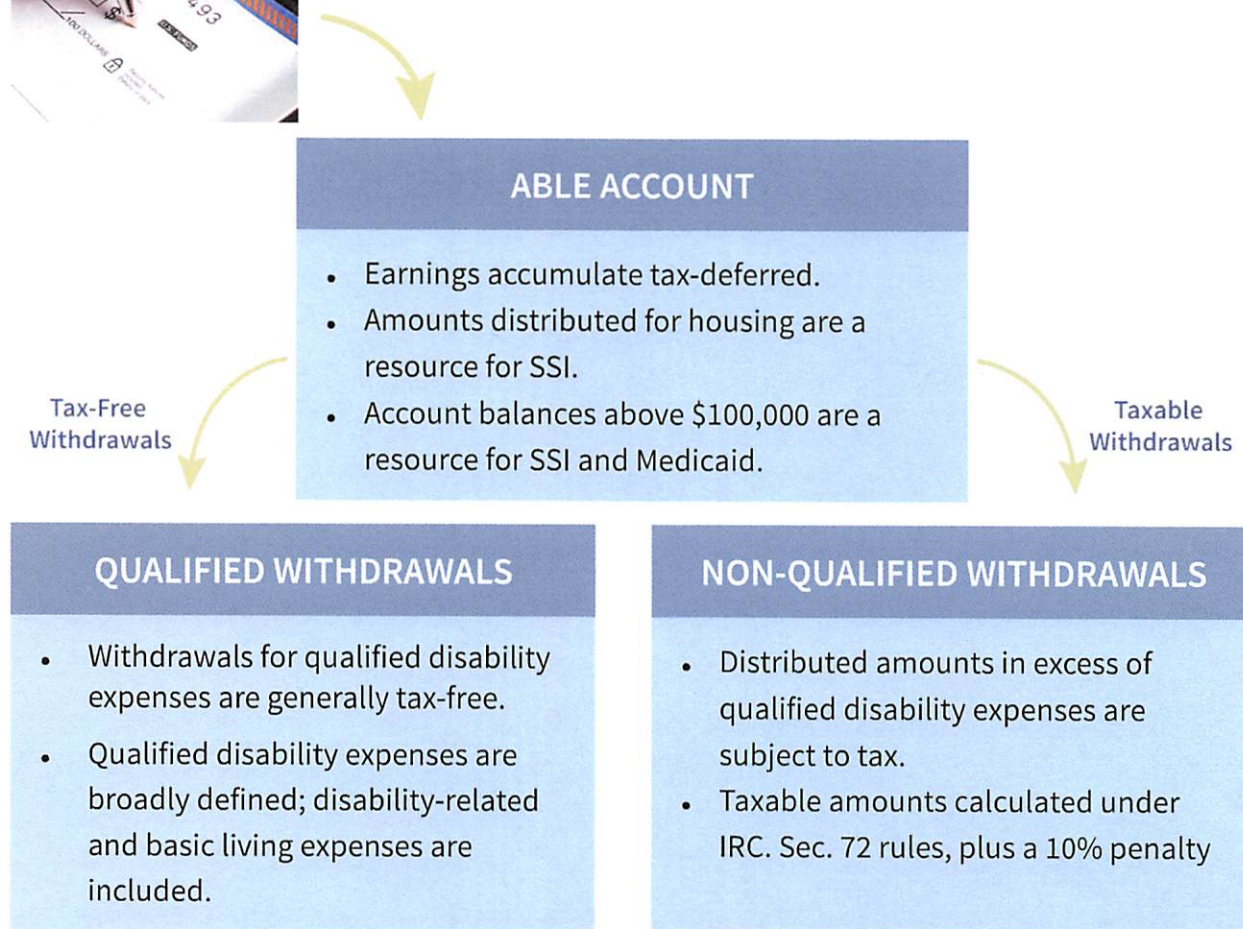 $
493
100 DOLLARS
ABLE ACCOUNT
• Earnings accumulate tax-deferred.
• Amounts distributed for housing are a
resource for SSI.
• Account balances above $100,000 are a
resource for SSI and Medicaid.
Tax-Free
Withdrawals
Taxable
Withdrawals
QUALIFIED WITHDRAWALS
• Withdrawals for qualified disability
expenses are generally tax-free.
• Qualified disability expenses are
broadly defined; disability-related
and basic living expenses are
included.
NON-QUALIFIED WITHDRAWALS
• Distributed amounts in excess of
qualified disability expenses are
subject to tax.
• Taxable amounts calculated under
IRC. Sec. 72 rules, plus a 10% penalty